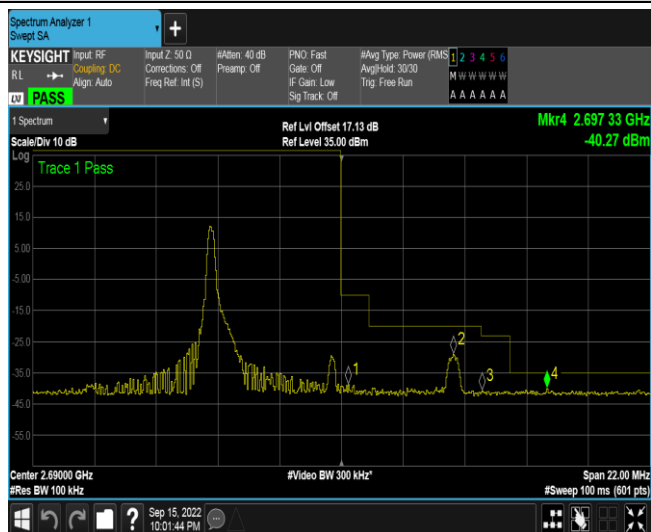 Spectrum Analyzer 1
Swept SA
+
KEYSIGHT
RL
LXI PASS
Input: RF
Coupling: DC
Align: Auto
Input Z: 50 Ω
Corrections: Off
Freq Ref: Int (S)
#Atten: 40 dB
Preamp: Off
PNO: Fast
Gate: Off
IF Gain: Low
Sig Track: Off
#Avg Type: Power (RMS
Avg|Hold: 30/30
Trig: Free Run
1 2 3 4 5 6
M W W W W W
A A A A A A
1 Spectrum
Scale/Div 10 dB
Ref Lvl Offset 17.13 dB
Ref Level 35.00 dBm
Mkr4 2.697 33 GHz
-40.27 dBm
Log
Trace 1 Pass
25.0
15.0
5.00
-5.00
-15.0
-25.0
-35.0
-45.0
-55.0
1
2
3
4
Center 2.69000 GHz
#Res BW 100 kHz
#Video BW 300 kHz*
Span 22.00 MHz
#Sweep 100 ms (601 pts)
?
Sep 15, 2022
10:01:44 PM